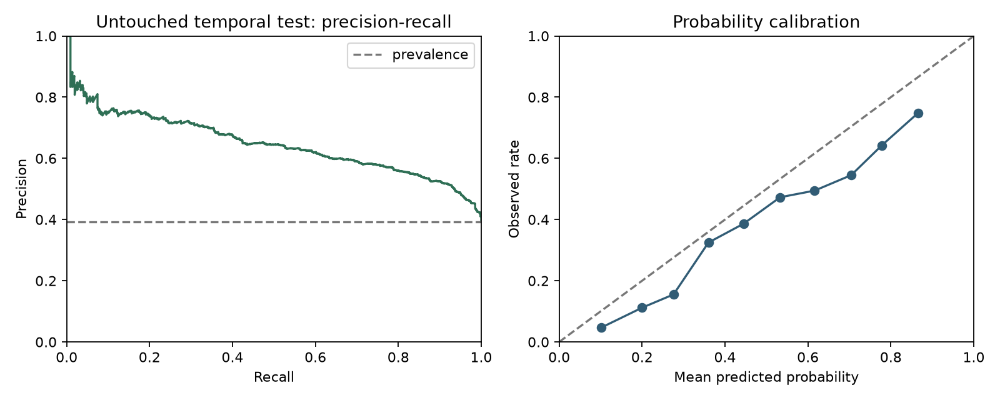 Untouched temporal test: precision-recall
1.0
0.8
0.6
0.4
0.2
0.0
Precision
prevalence
0.0 0.2 0.4 0.6 0.8 1.0
Recall
Probability calibration
1.0
0.8
0.6
0.4
0.2
0.0
Observed rate
0.0 0.2 0.4 0.6 0.8 1.0
Mean predicted probability